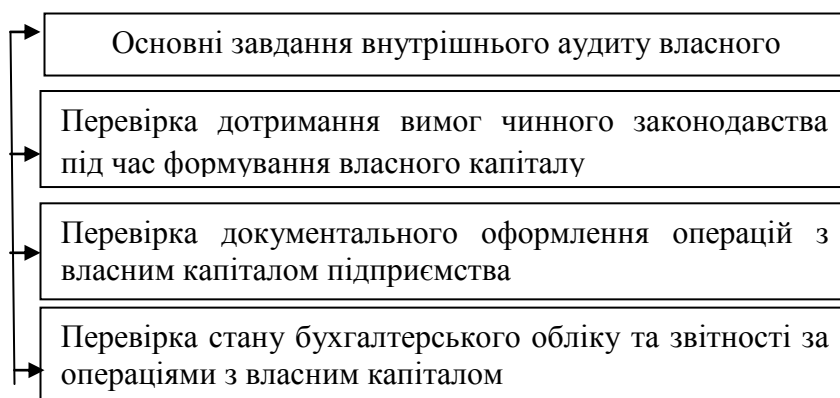 Основні завдання внутрішнього аудиту власного
Перевірка дотримання вимог чинного законодавства
під час формування власного капіталу
Перевірка документального оформлення операцій з
власним капіталом підприємства
Перевірка стану бухгалтерського обліку та звітності за
операціями з власним капіталом